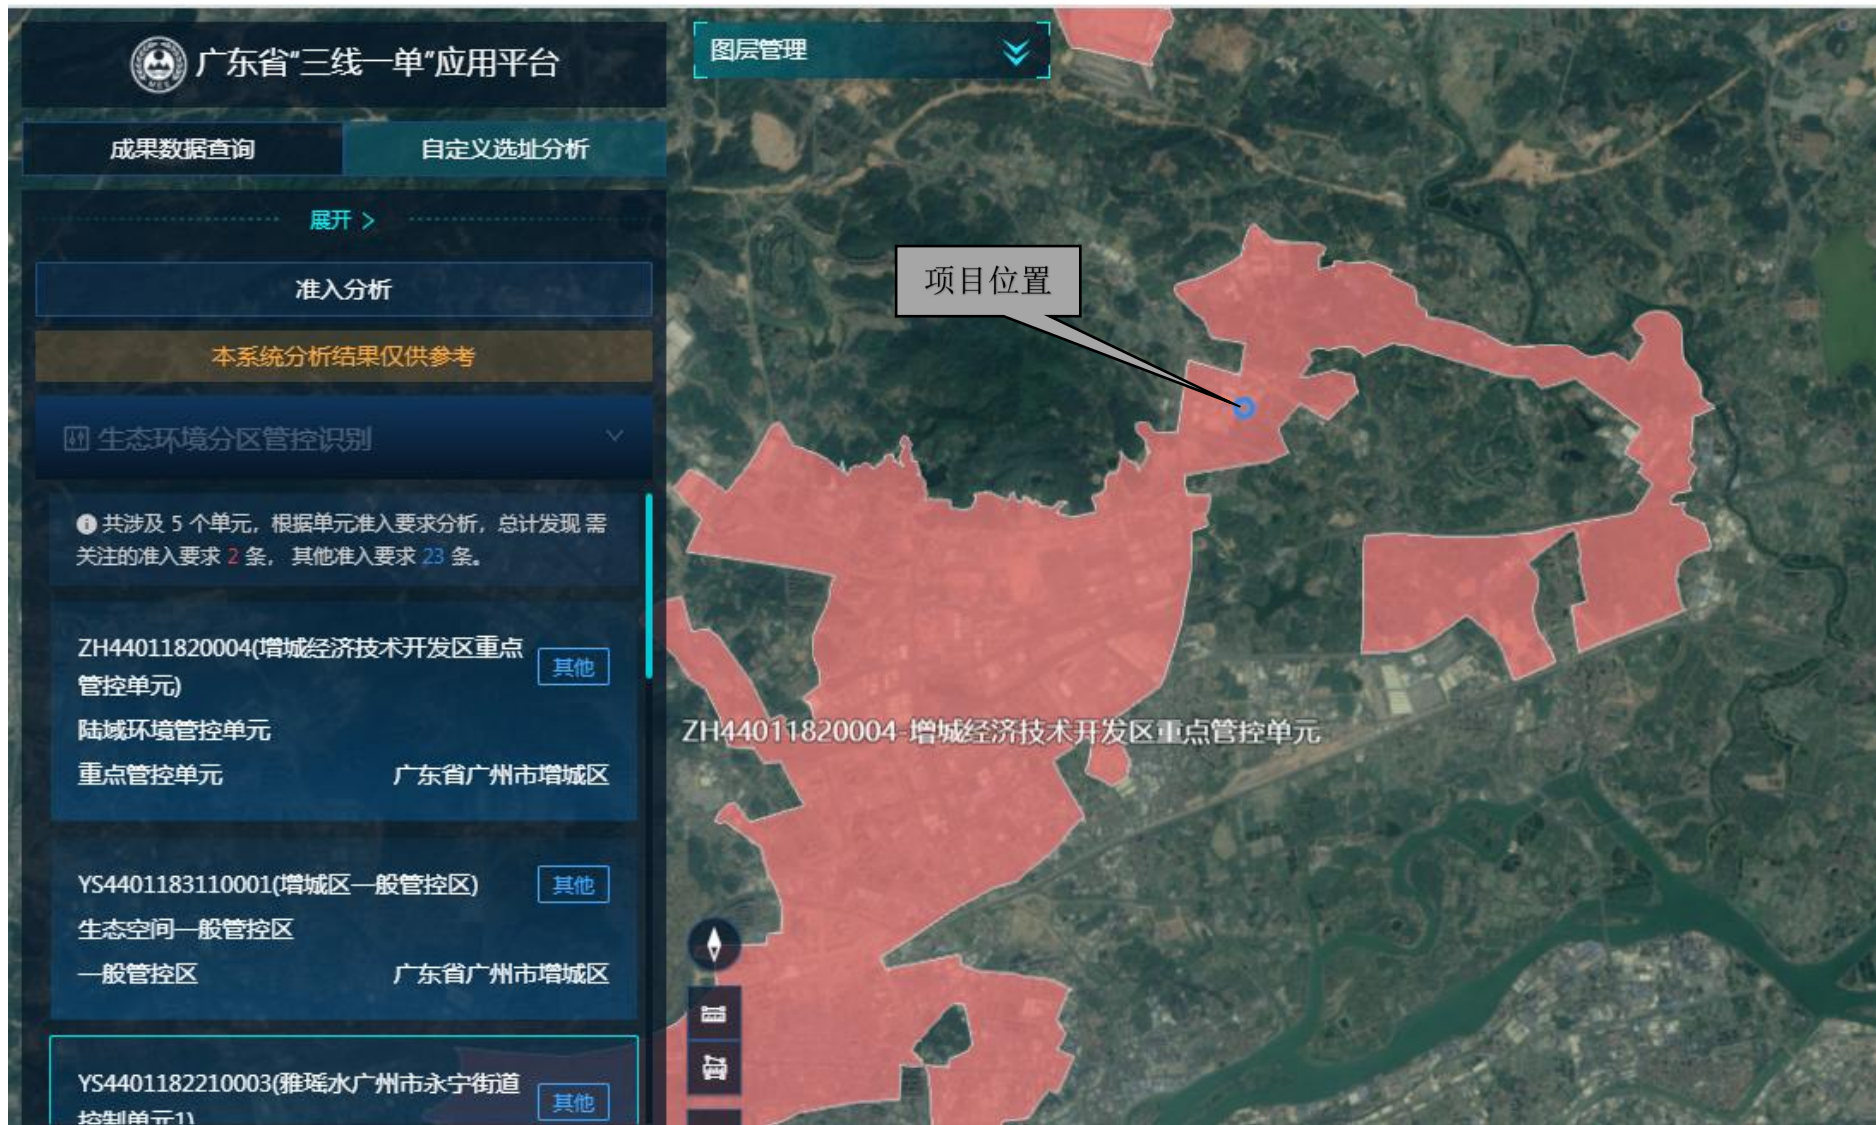 广东省"三线一单"应用平台
图层管理
成果数据查询
自定义选址分析
展开 >
准入分析
本系统分析结果仅供参考
生态环境分区管控识别
共涉及 5 个单元，根据单元准入要求分析，总计发现 需
关注的准入要求 2 条， 其他准入要求 23 条。
ZH44011820004(增城经济技术开发区重点
管控单元)
其他
陆域环境管控单元
重点管控单元
广东省广州市增城区
YS4401183110001(增城区一般管控区)
其他
生态空间一般管控区
一般管控区
广东省广州市增城区
YS4401182210003(雅瑶水广州市永宁街道
控制单元1)
其他
项目位置
ZH44011820004-增城经济技术开发区重点管控单元